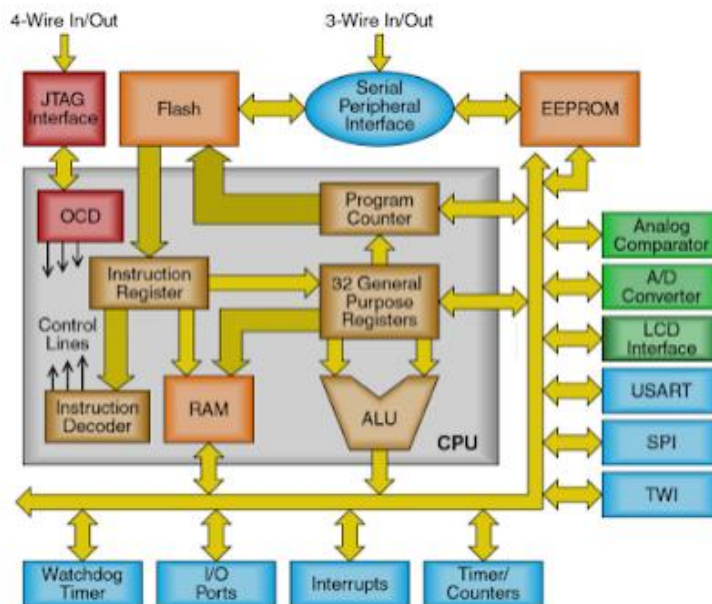 4-Wire In/Out
3-Wire In/Out
JTAG
Interface
Flash
Serial
Peripheral
Interface
EEPROM
OCD
Program
Counter
Analog
Comparator
Instruction
Register
32 General
Purpose
Registers
A/D
Converter
Control
Lines
LCD
Interface
Instruction
Decoder
RAM
ALU
CPU
USART
SPI
TWI
Watchdog
Timer
I/O
Ports
Interrupts
Timer/
Counters